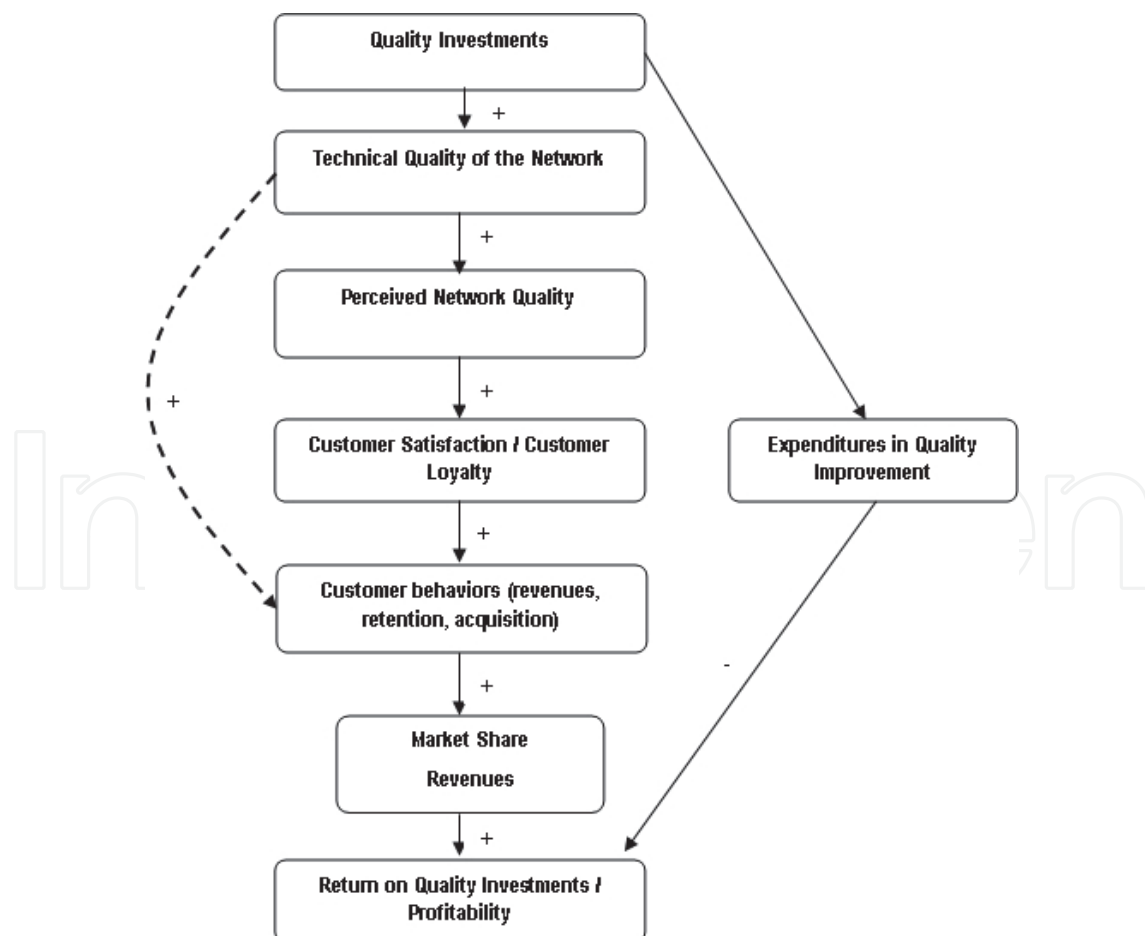 Quality Investments
+
Technical Quality of the Network
+
Perceived Network Quality
+
+
Customer Satisfaction / Customer
Loyalty
Expenditures in Quality
Improvement
+
Customer behaviors (revenues,
retention, acquisition)
-
+
Market Share
Revenues
+
Return on Quality Investments /
Profitability